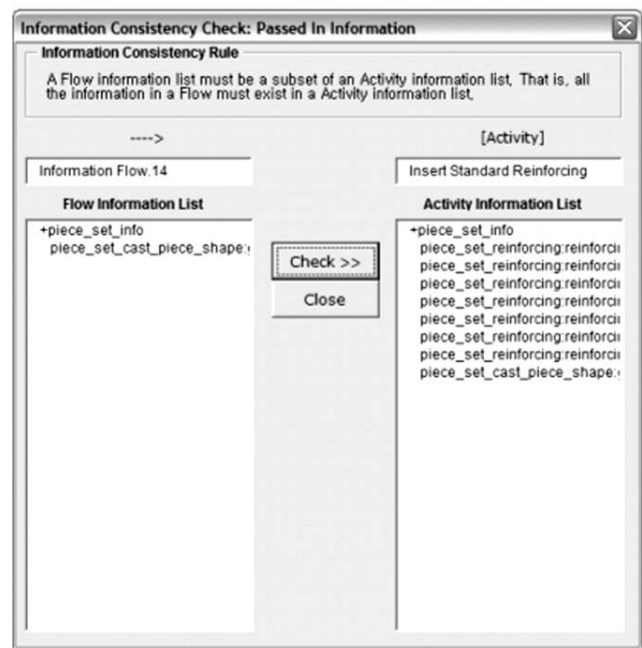 Information Consistency Check: Passed In Information
Information Consistency Rule
A Flow information list must be a subset of an Activity information list, That is, all
the information in a Flow must exist in a Activity information list,
---->
[Activity]
Information Flow.14
Insert Standard Reinforcing
Flow Information List
Activity Information List
+piece_set_info
piece_set_cast_piece_shape:
Check >>
Close
+piece_set_info
piece_set_reinforcing:reinforci
piece_set_reinforcing:reinforci
piece_set_reinforcing:reinforci
piece_set_reinforcing:reinforci
piece_set_reinforcing:reinforci
piece_set_reinforcing:reinforci
piece_set_reinforcing:reinforci
piece_set_cast_piece_shape: